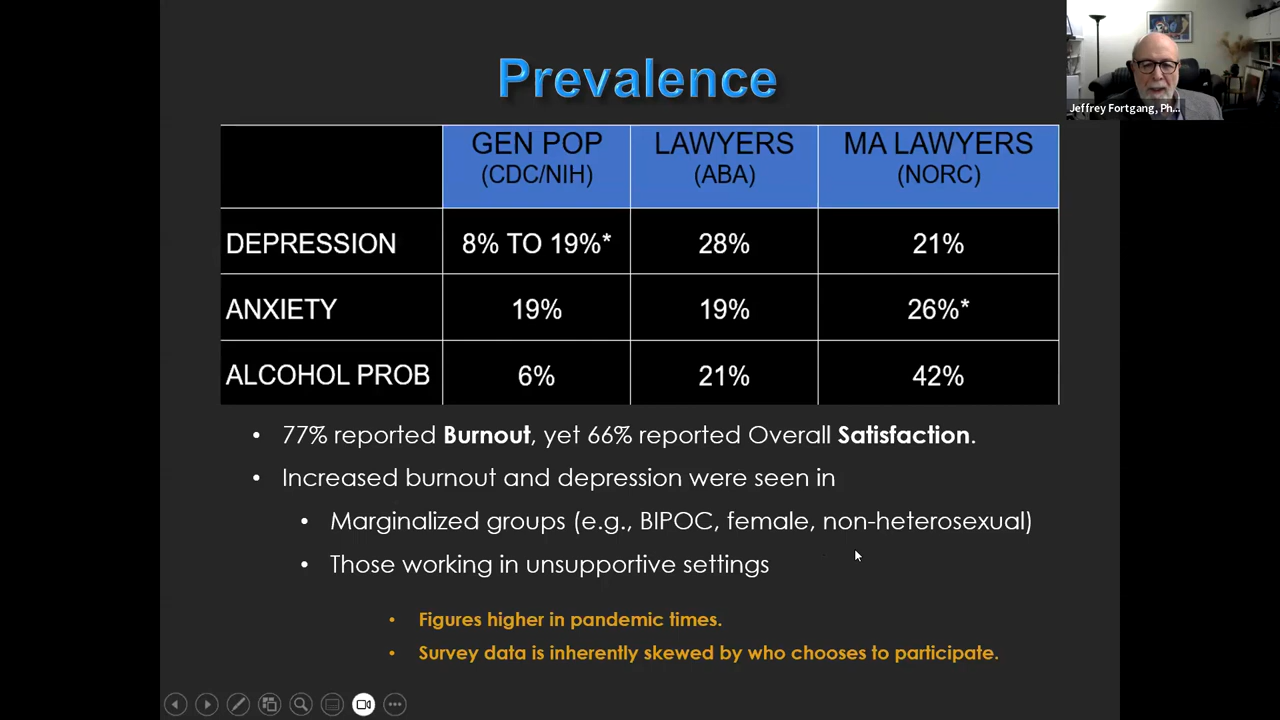 Prevalence
Jeffrey Fortgang, Ph...
GEN POP LAWYERS MA LAWYERS
(CDC/NIH) (ABA) (NORC)
DEPRESSION 8% TO 19%* 28% 21%
ANXIETY 19% 19% 26%*
ALCOHOL PROB 6% 21% 42%
• 77% reported Burnout, yet 66% reported Overall Satisfaction.
• Increased burnout and depression were seen in
• Marginalized groups (e.g., BIPOC, female, non-heterosexual)
• Those working in unsupportive settings
• Figures higher in pandemic times.
• Survey data is inherently skewed by who chooses to participate.